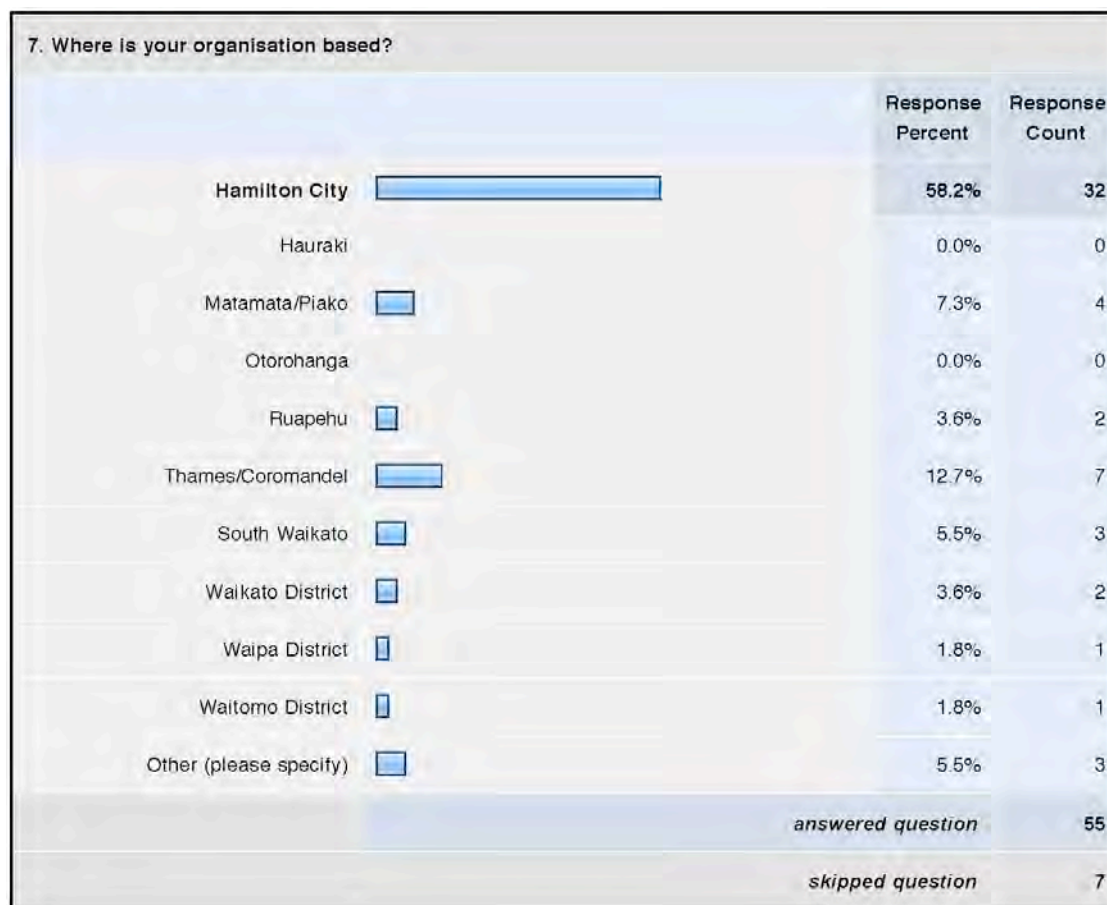 7. Where is your organisation based?
Response Percent Response Count
Hamilton City 58.2% 32
Hauraki 0.0% 0
Matamata/Piako 7.3% 4
Otorohanga 0.0% 0
Ruapehu 3.6% 2
Thames/Coromandel 12.7% 7
South Waikato 5.5% 3
Waikato District 3.6% 2
Waipa District 1.8% 1
Waitomo District 1.8% 1
Other (please specify) 5.5% 3
answered question 55
skipped question 7